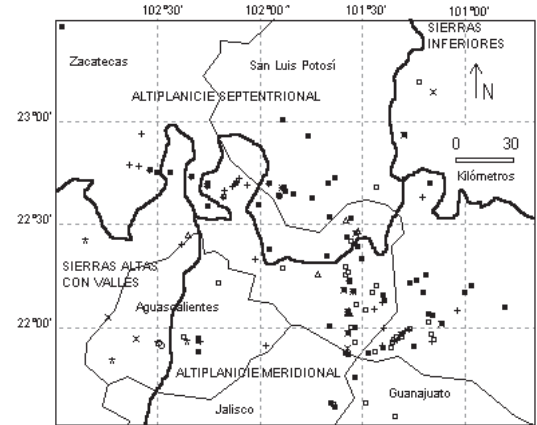 102°30' 102°00' 101°30' 101°00'
SIERRAS
INFERIORES
Zacatecas
San Luis Potosí
ALTIPLANICIE SEPTENTRIONAL
N
23°00'
0 30
Kilómetros
22°30'
SIERRAS ALTAS
CON VALLES
Aguascalientes
22°00'
ALTIPLANICIE MERIDIONAL
Guanajuato
Jalisco